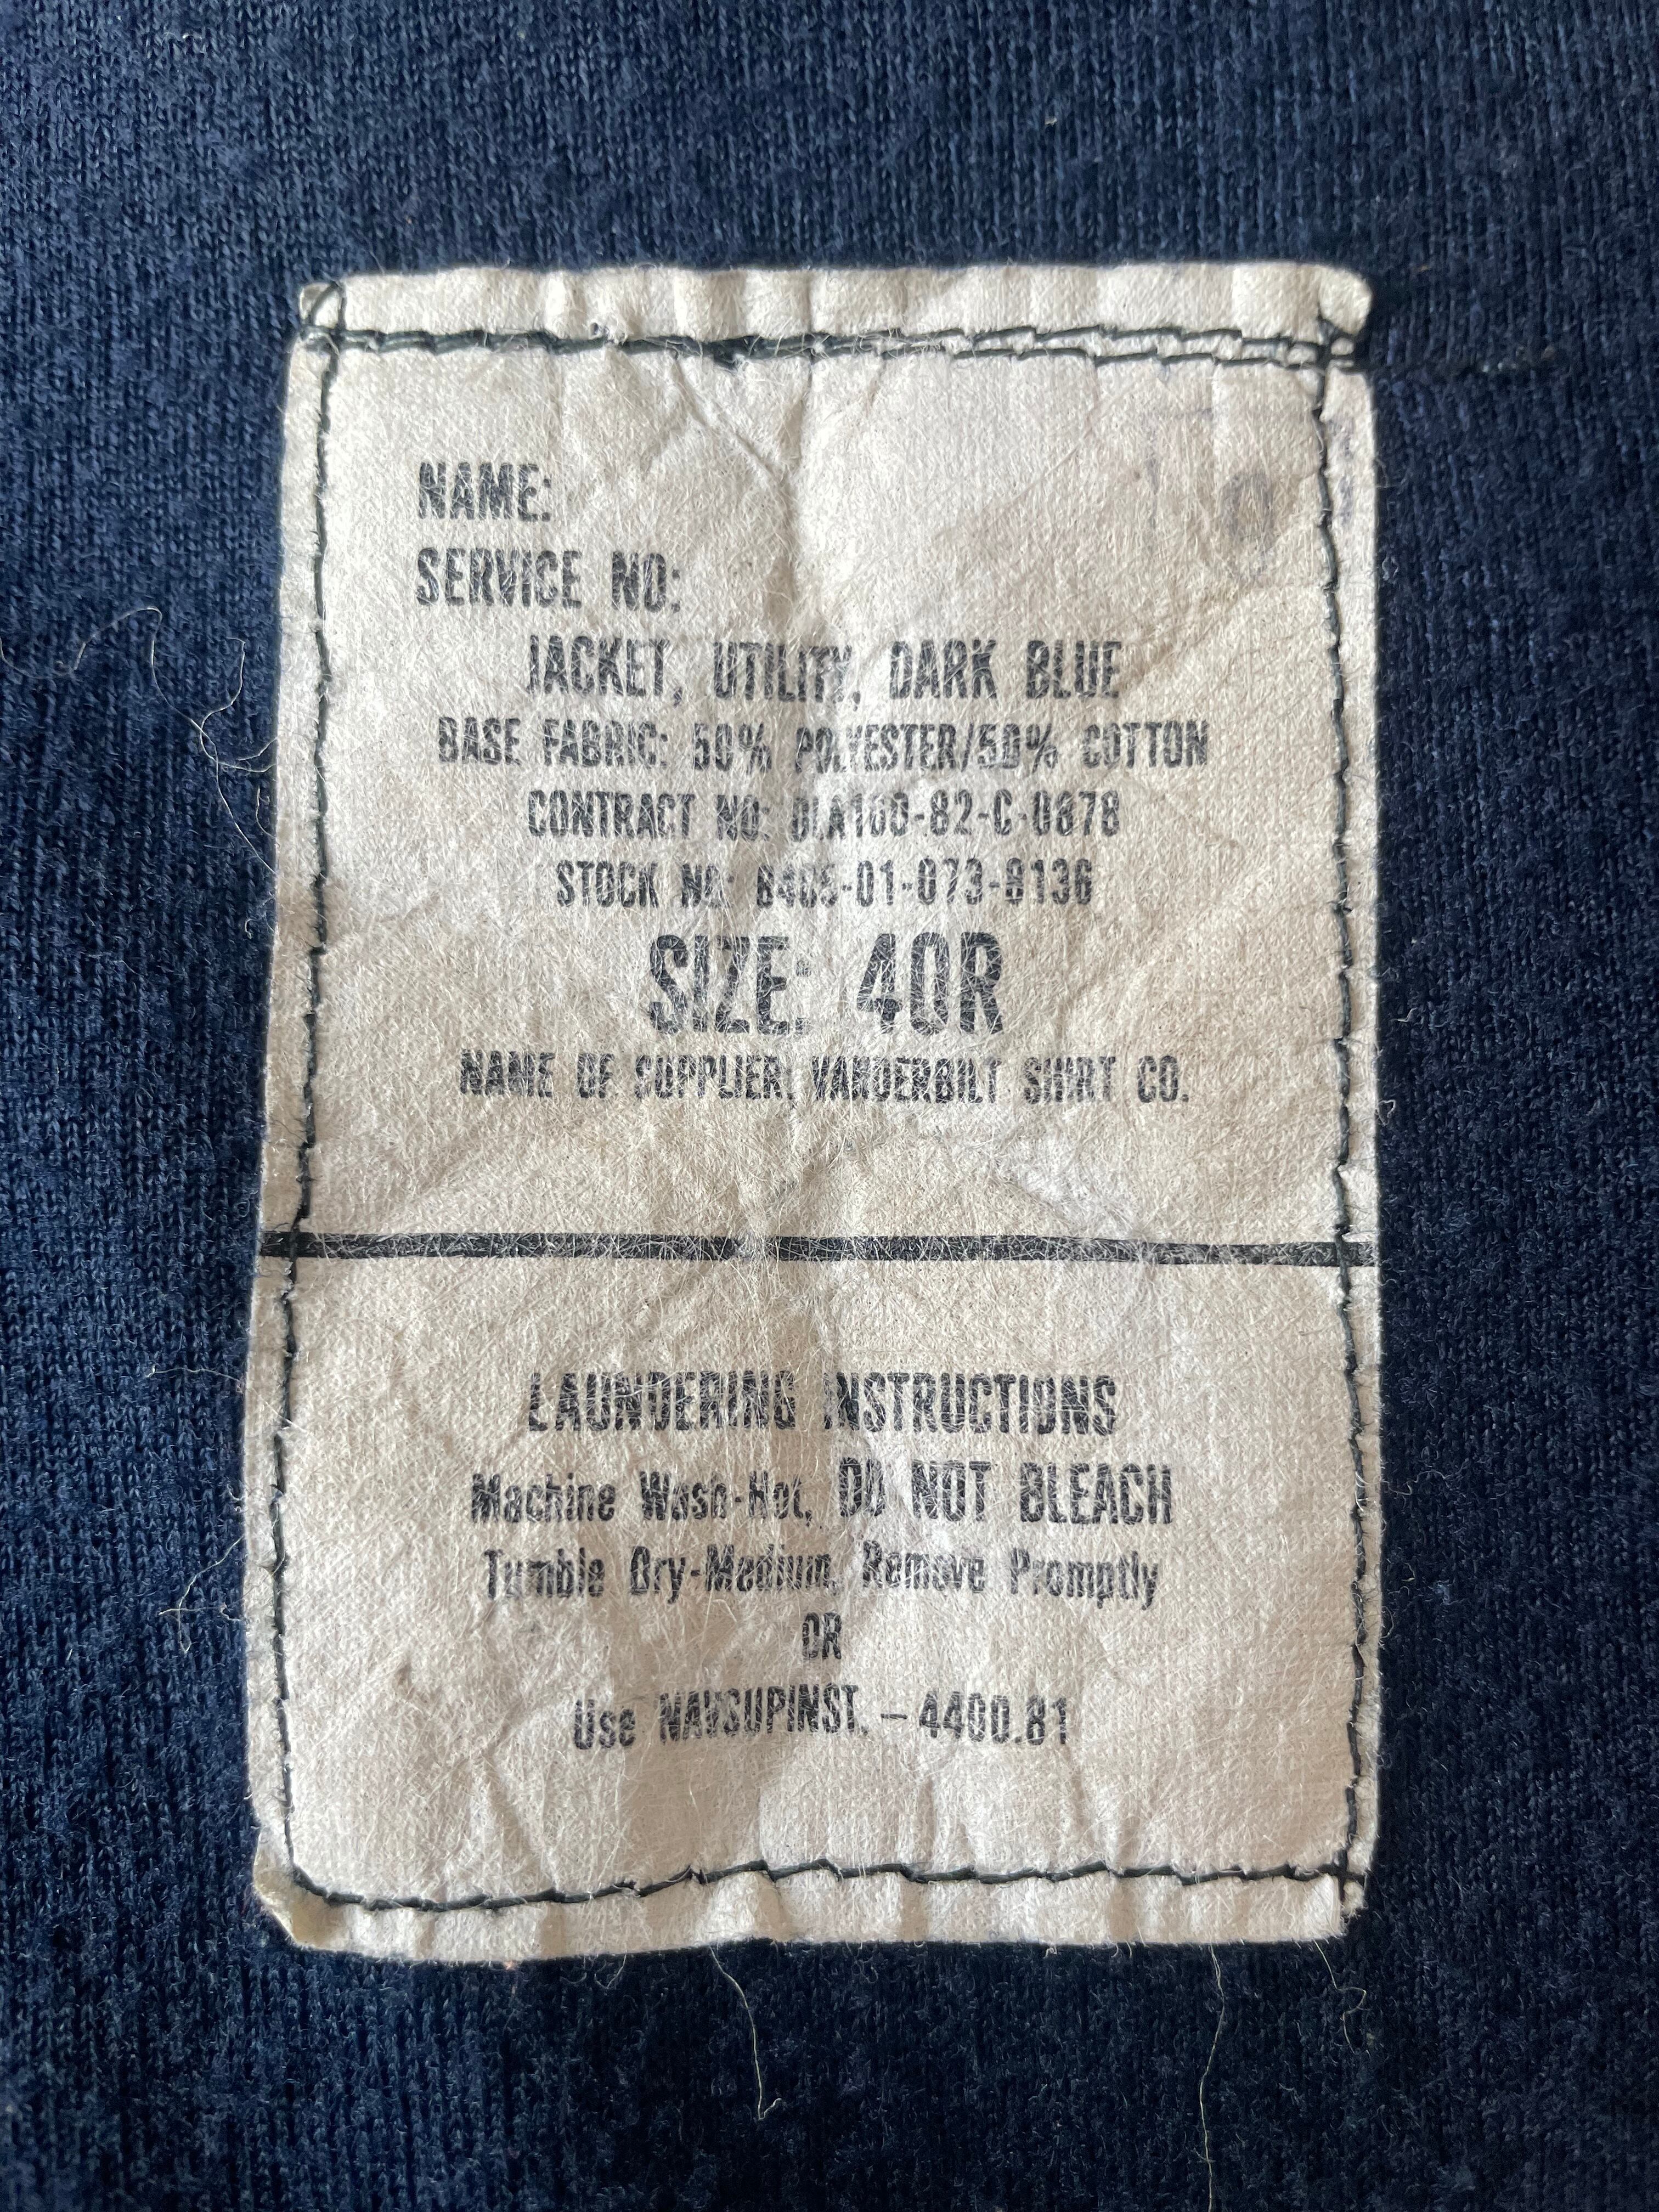 NAME:
SERVICE NO:
JACKET, UTILITY, DARK BLUE
BASE FABRIC: 50% POLYESTER/50% COTTON
CONTRACT NO: DLA100-82-C-0878
STOCK NO: 8405-01-073-8136
SIZE: 40R
NAME OF SUPPLIER: VANDERBILT SHIRT CO.
LAUNDERING INSTRUCTIONS
Machine Wash-Hot, DO NOT BLEACH
Tumble Dry-Medium, Remove Promptly
OR
Use NAVSUPINST. – 4400.81